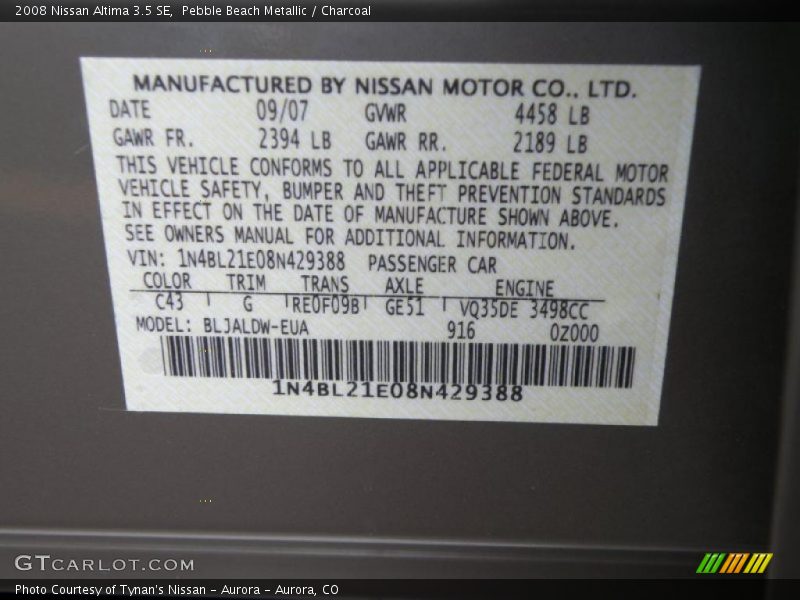 2008 Nissan Altima 3.5 SE, Pebble Beach Metallic / Charcoal
MANUFACTURED BY NISSAN MOTOR CO., LTD.
DATE 09/07 GVWR 4458 LB
GAWR FR. 2394 LB GAWR RR. 2189 LB
THIS VEHICLE CONFORMS TO ALL APPLICABLE FEDERAL MOTOR
VEHICLE SAFETY, BUMPER AND THEFT PREVENTION STANDARDS
IN EFFECT ON THE DATE OF MANUFACTURE SHOWN ABOVE.
SEE OWNERS MANUAL FOR ADDITIONAL INFORMATION.
VIN: 1N4BL21E08N429388 PASSENGER CAR
COLOR TRIM TRANS AXLE ENGINE
C43 G RE0F09B GE51 VQ35DE 3498CC
MODEL: BLJALDW-EUA 916 0Z000
1N4BL21E08N429388
GTCARLOT.COM
Photo Courtesy of Tynan's Nissan - Aurora - Aurora, CO